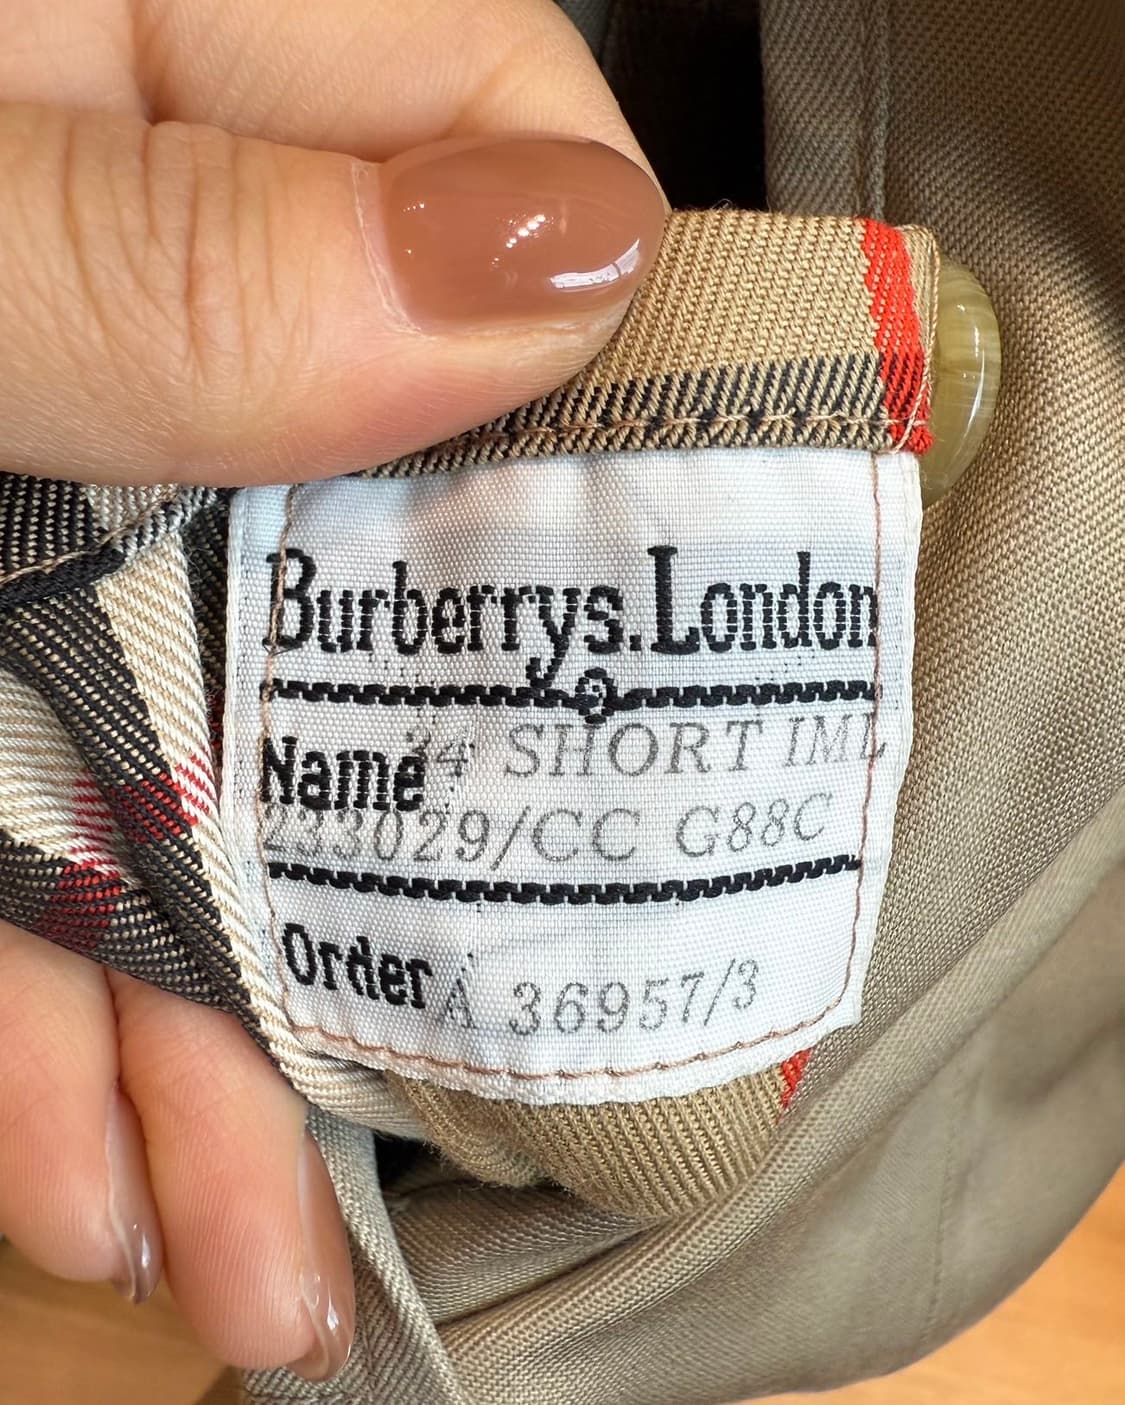 Burberrys. London
Name 34 SHORT IML
233029/CC G88C
Order A 36957/3